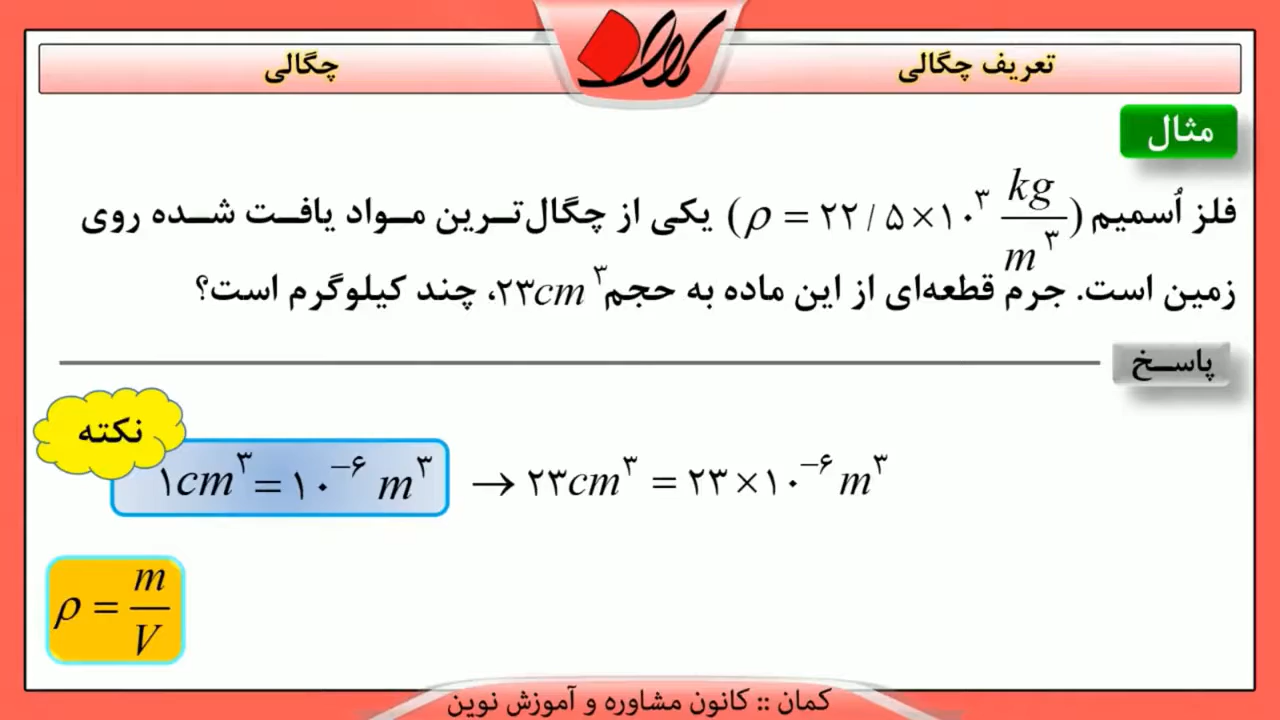 تعریف چگالی
کمان
چگالی
مثال
فلز اُسمیم (ρ = ۲۲/۵×۱۰^۳ kg/m^۳) یکی از چگال‌ترین مواد یافت شده روی
زمین است. جرم قطعه‌ای از این ماده به حجم ۲۳cm^۳، چند کیلوگرم است؟
پاسخ
نکته
۱cm^۳ = ۱۰^−۶ m^۳ → ۲۳cm^۳ = ۲۳×۱۰^−۶ m^۳
ρ = m/V
کمان :: کانون مشاوره و آموزش نوین